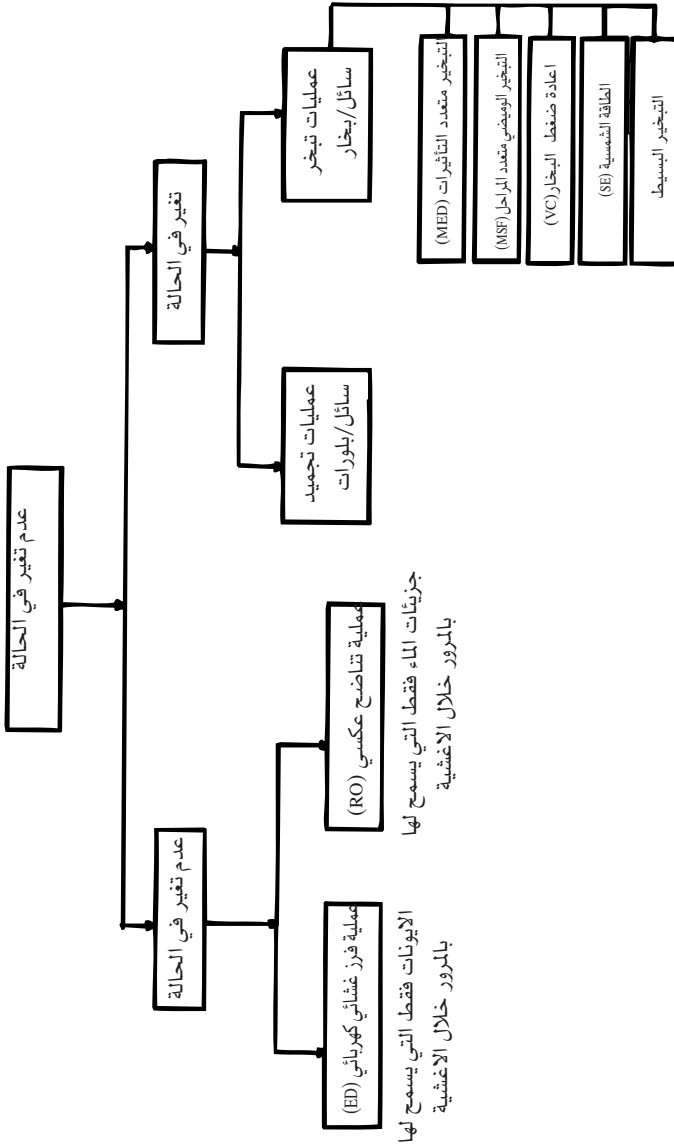 عدم تغير في الحالة
تغير في الحالة
عدم تغير في الحالة
عمليات تبخر
سائل/بخار
عمليات تجميد
سائل/بلورات
عملية تناضح عكسي (RO)
جزيئات الماء فقط التي يسمح لها
بالمرور خلال الاغشية
عملية فرز غشائي كهربائي (ED)
الايونات فقط التي يسمح لها
بالمرور خلال الاغشية
التبخير متعدد التأثيرات (MED)
التبخير الوميضي متعدد المراحل (MSF)
اعادة ضغط البخار (VC)
الطاقة الشمسية (SE)
التبخير البسيط